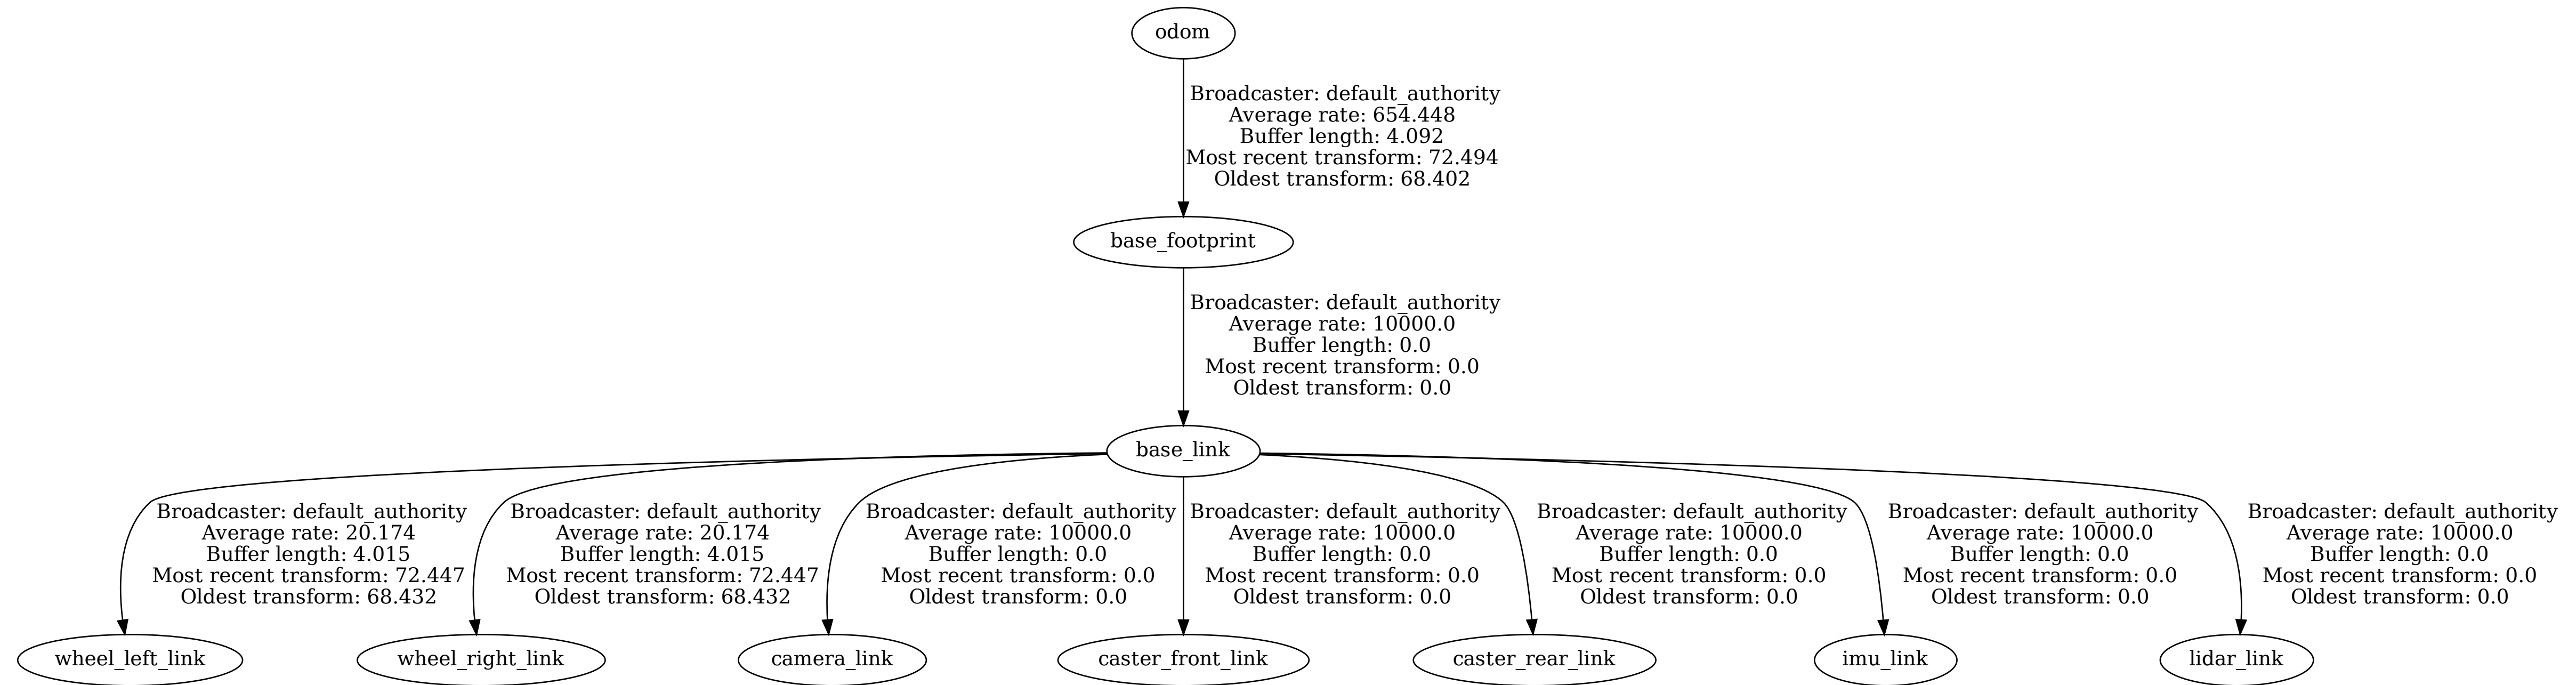 odom
Broadcaster: default_authority
Average rate: 654.448
Buffer length: 4.092
Most recent transform: 72.494
Oldest transform: 68.402
base_footprint
Broadcaster: default_authority
Average rate: 10000.0
Buffer length: 0.0
Most recent transform: 0.0
Oldest transform: 0.0
base_link
Broadcaster: default_authority
Average rate: 20.174
Buffer length: 4.015
Most recent transform: 72.447
Oldest transform: 68.432
Broadcaster: default_authority
Average rate: 20.174
Buffer length: 4.015
Most recent transform: 72.447
Oldest transform: 68.432
Broadcaster: default_authority
Average rate: 10000.0
Buffer length: 0.0
Most recent transform: 0.0
Oldest transform: 0.0
Broadcaster: default_authority
Average rate: 10000.0
Buffer length: 0.0
Most recent transform: 0.0
Oldest transform: 0.0
Broadcaster: default_authority
Average rate: 10000.0
Buffer length: 0.0
Most recent transform: 0.0
Oldest transform: 0.0
Broadcaster: default_authority
Average rate: 10000.0
Buffer length: 0.0
Most recent transform: 0.0
Oldest transform: 0.0
Broadcaster: default_authority
Average rate: 10000.0
Buffer length: 0.0
Most recent transform: 0.0
Oldest transform: 0.0
wheel_left_link
wheel_right_link
camera_link
caster_front_link
caster_rear_link
imu_link
lidar_link